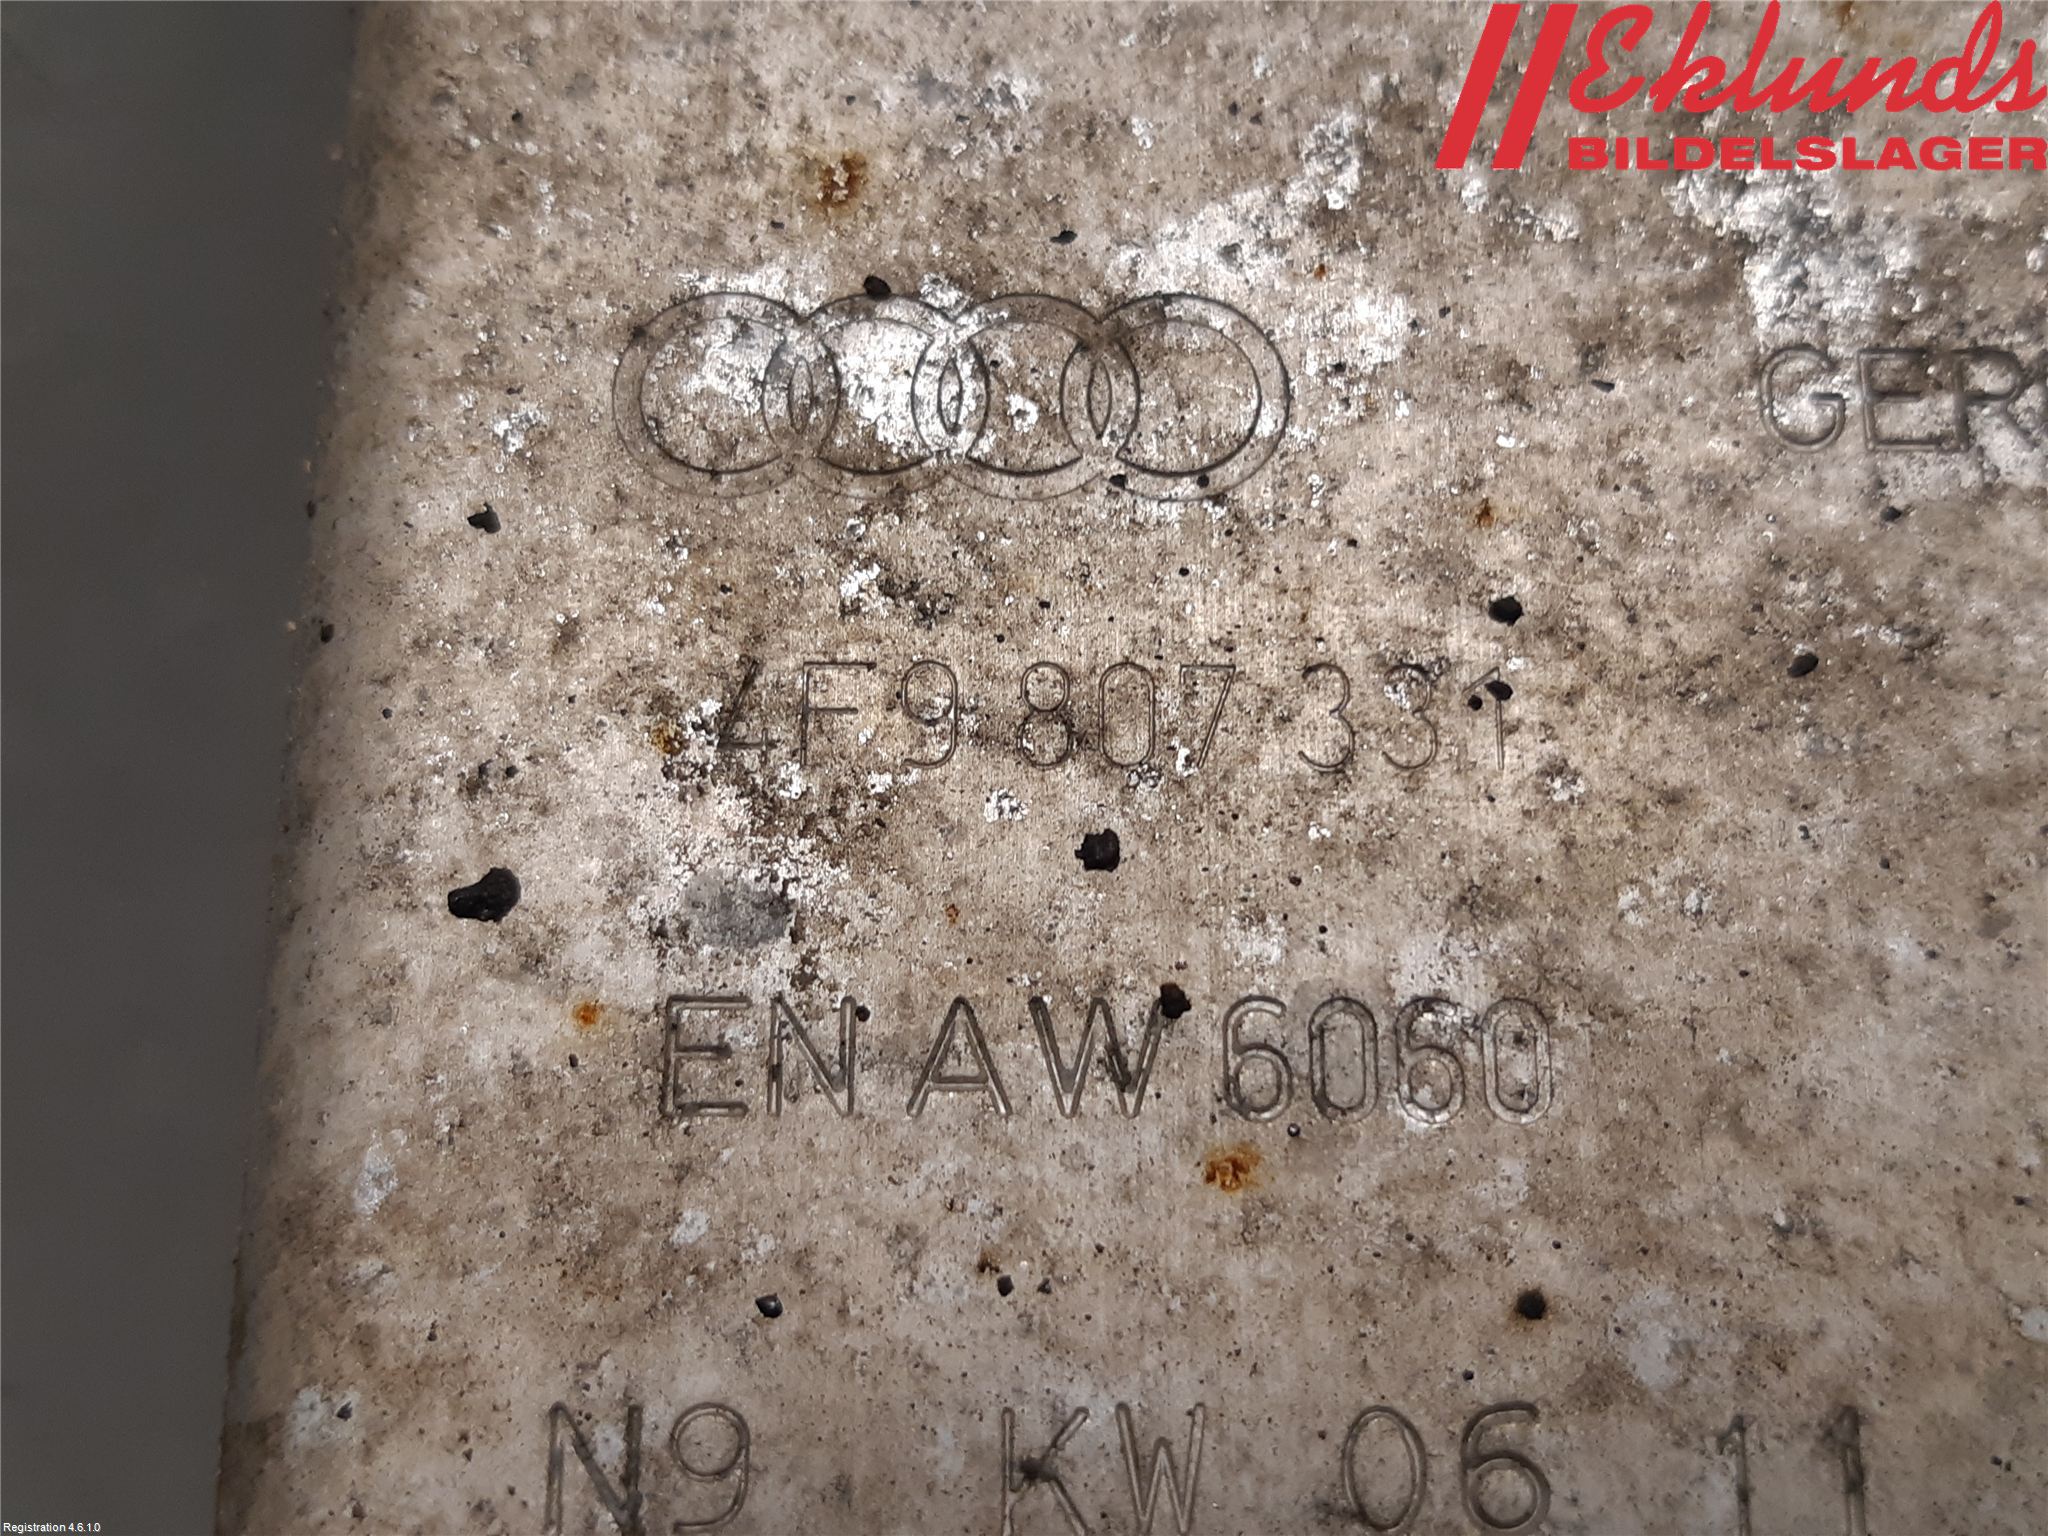 Eklunds
BILDELSLAGER
GER
4F9 807 331
EN AW 6060
N9 KW 06 11
Registration 4.6.1.0